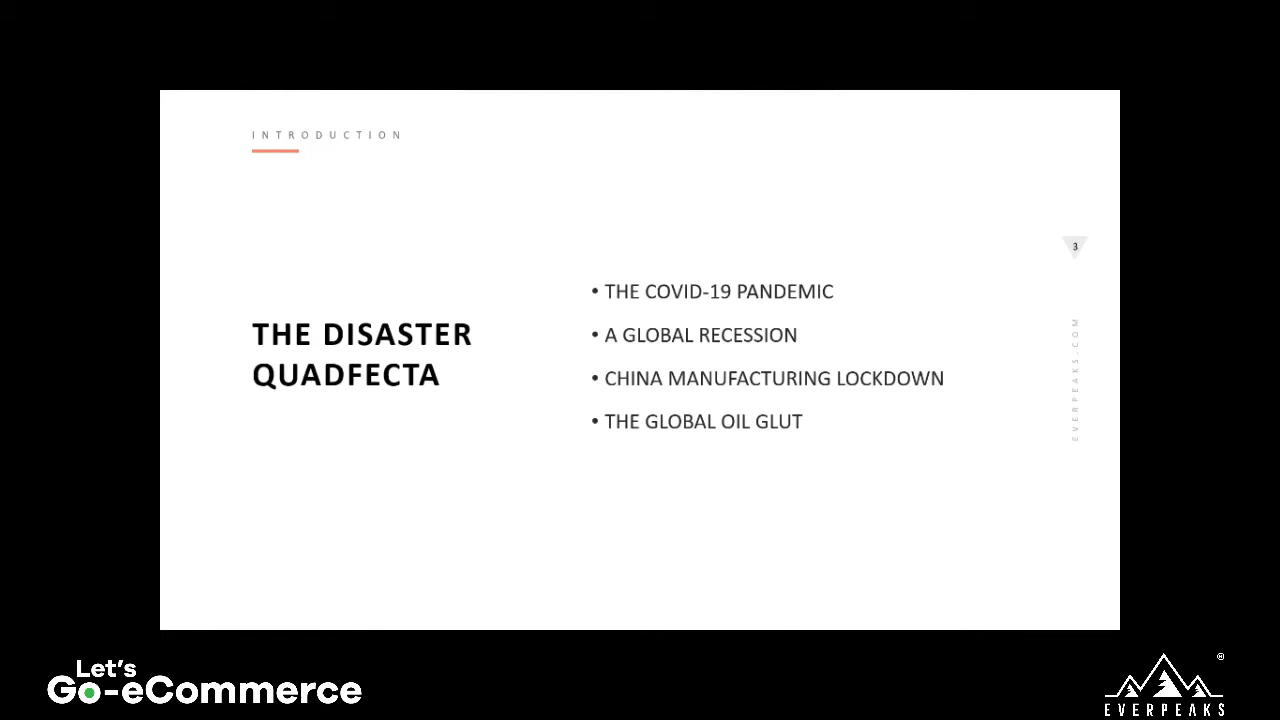 INTRODUCTION
3
THE DISASTER
QUADFECTA
• THE COVID-19 PANDEMIC
• A GLOBAL RECESSION
• CHINA MANUFACTURING LOCKDOWN
• THE GLOBAL OIL GLUT
EVERPEAKS.COM
Let's
Go-eCommerce
®
EVERPEAKS